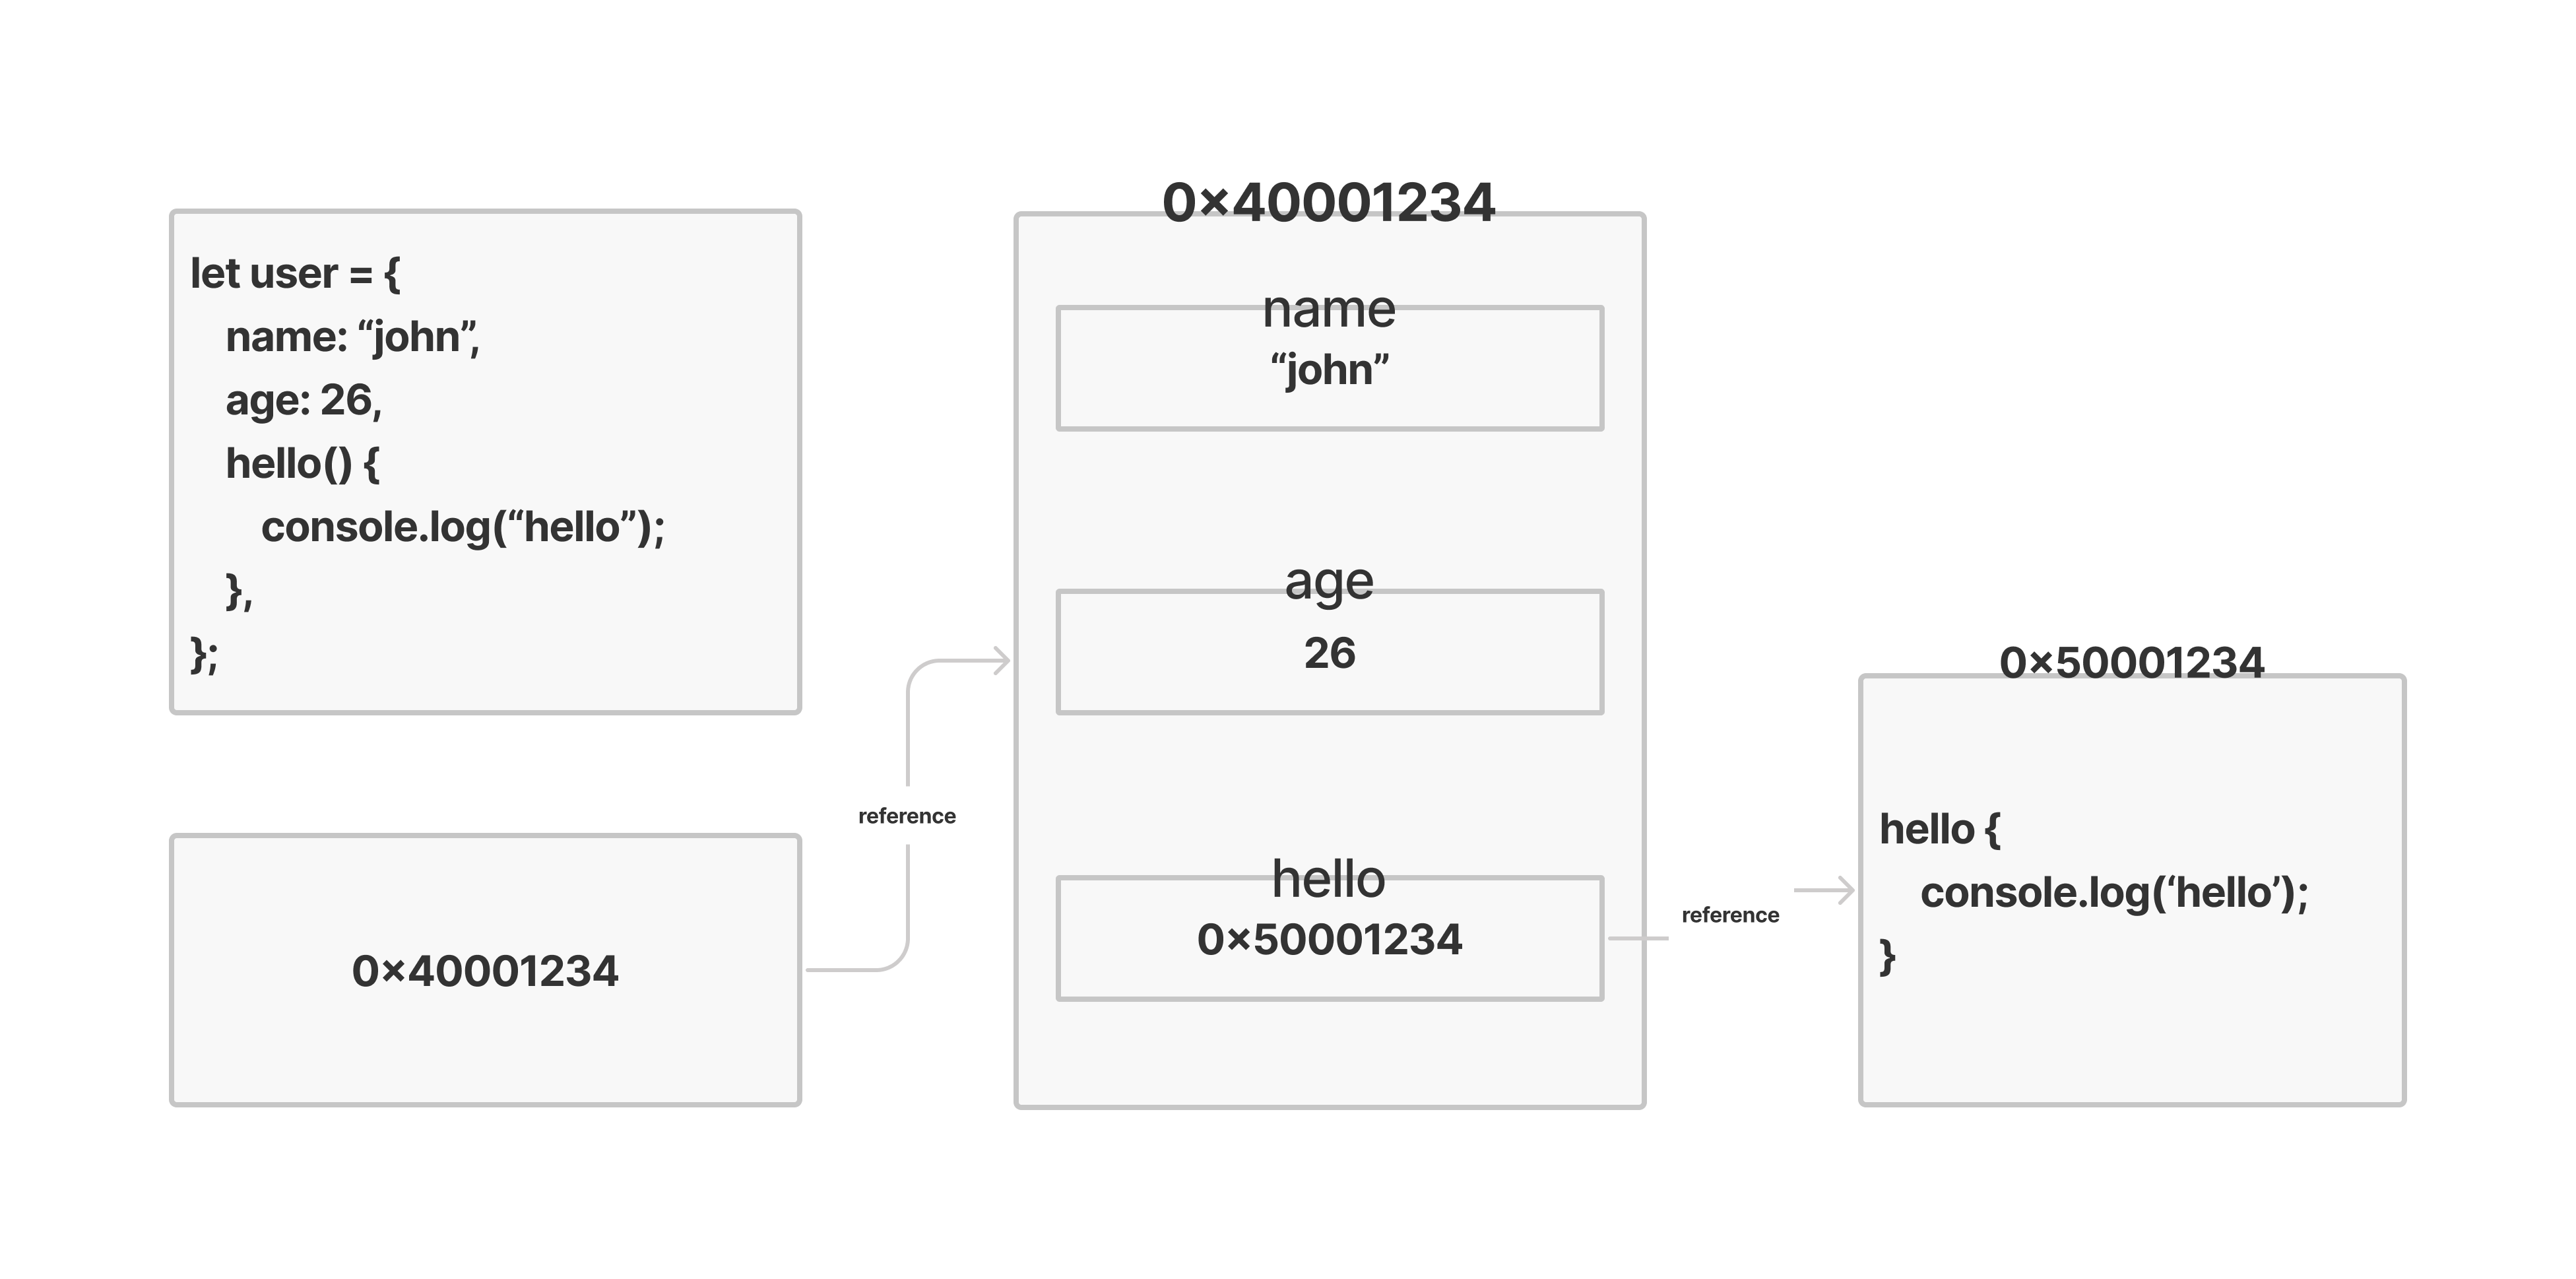 let user = {
name: “john”,
age: 26,
hello() {
console.log(“hello”);
},
};
0×40001234
reference
0×40001234
name
“john”
age
26
hello
0×50001234
reference
0×50001234
hello {
console.log(‘hello’);
}